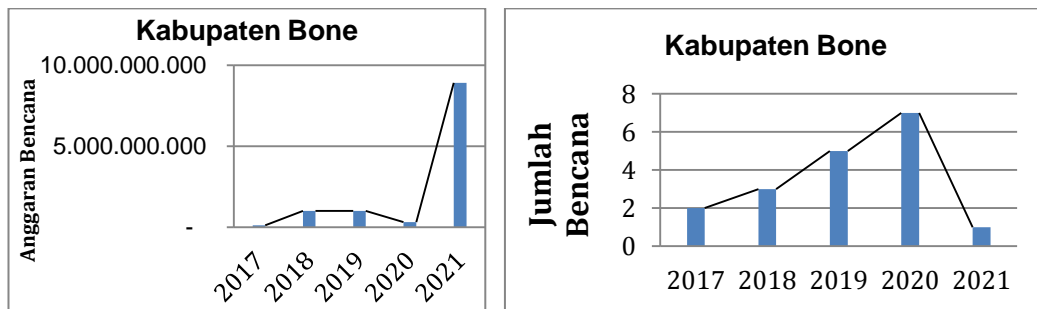 Kabupaten Bone
Anggaran Bencana
10.000.000.000
5.000.000.000
-
2017 2018 2019 2020 2021
Kabupaten Bone
Jumlah
Bencana
8
6
4
2
0
2017 2018 2019 2020 2021